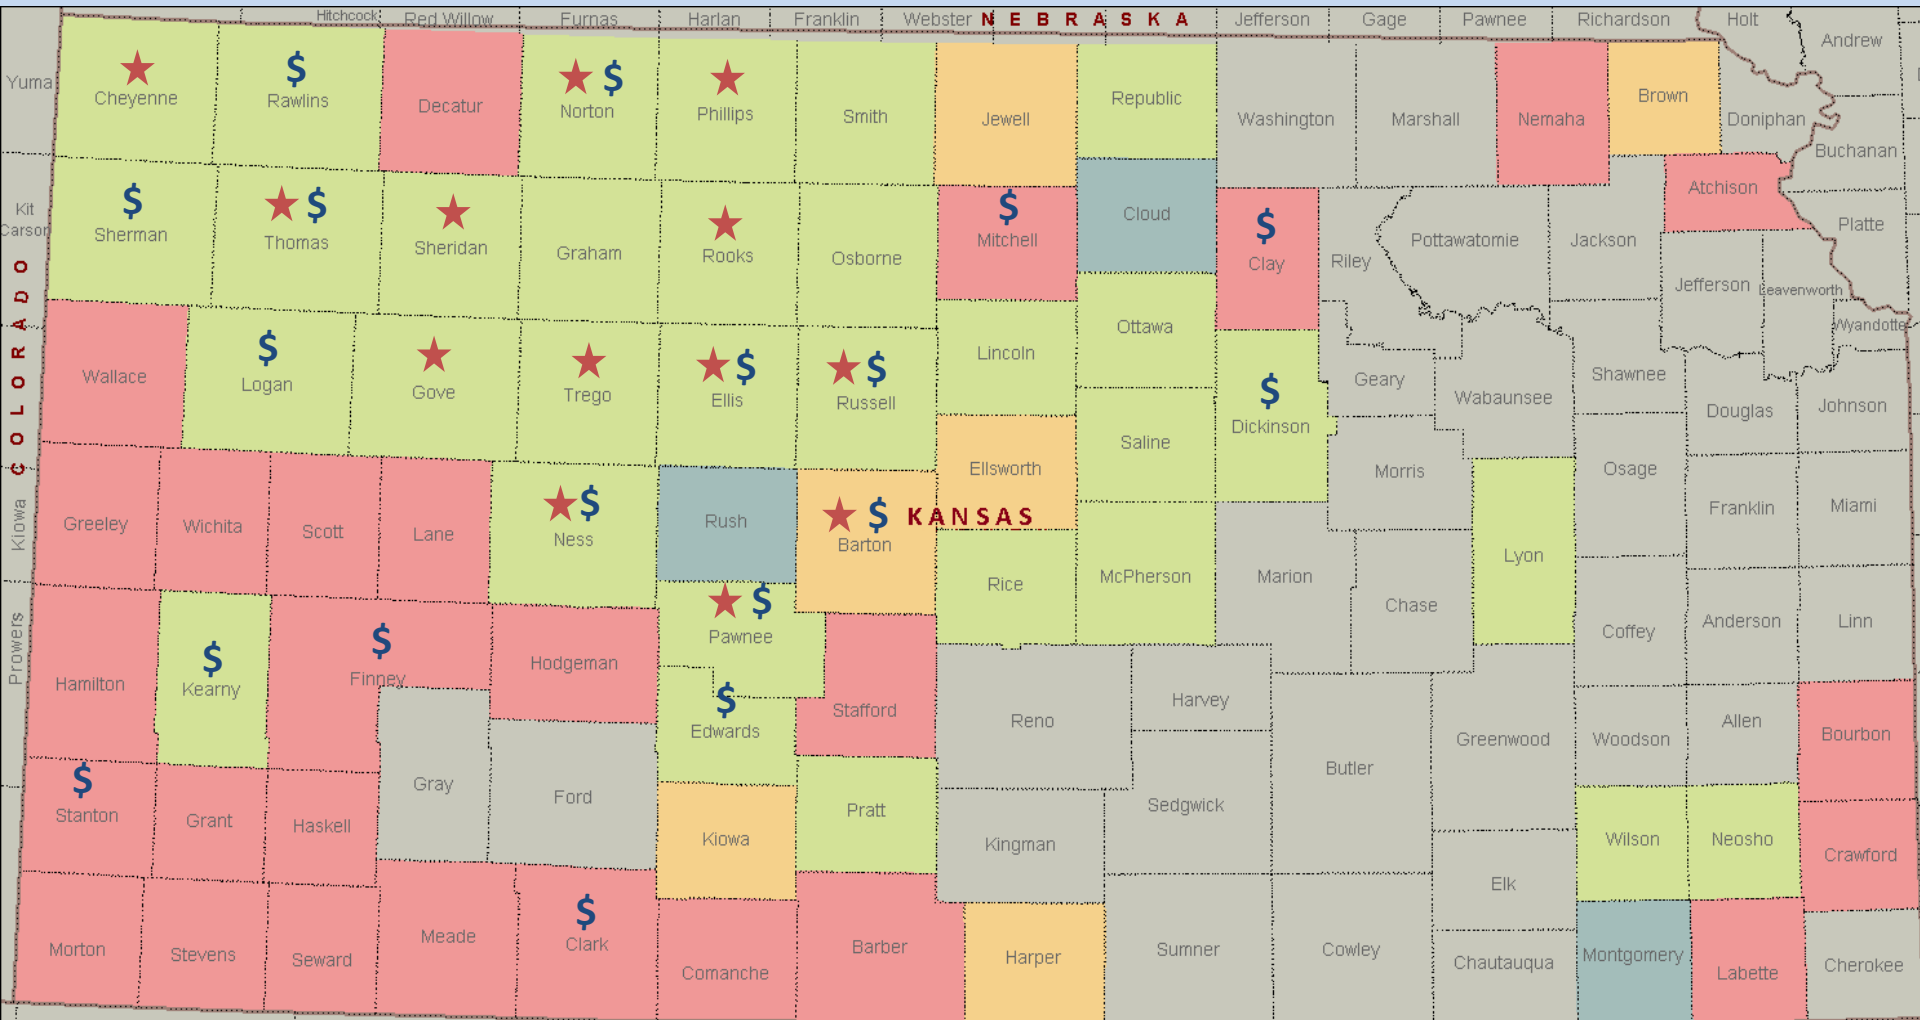 Hitchcock Red Willow Furnas Harlan Franklin Webster NEBRASKA Jefferson Gage Pawnee Richardson Holt
Andrew
Yuma Cheyenne $ Rawlins Decatur $ Norton Phillips Smith Jewell Republic Washington Marshall Nemaha Brown Doniphan
Buchanan
Kit Carson $ Sherman $ Thomas Sheridan Graham Rooks Osborne $ Mitchell Cloud $ Clay Riley Pottawatomie Jackson Atchison Platte
Jefferson Leavenworth Wyandotte
COLORADO
Wallace $ Logan Gove Trego $ Ellis $ Russell Lincoln Ottawa $ Dickinson Geary Wabaunsee Shawnee Douglas Johnson
Saline
Ellsworth Morris Osage
Kiowa Greeley Wichita Scott Lane $ Ness Rush $ Barton KANSAS Franklin Miami
Rice McPherson Marion Chase Lyon
Prowers Hamilton $ Kearny $ Finney Hodgeman $ Pawnee Coffey Anderson Linn
$ Edwards Stafford Reno Harvey Greenwood Woodson Allen Bourbon
$ Stanton Grant Haskell Gray Ford Kiowa Pratt Kingman Sedgwick Butler Wilson Neosho Crawford
Elk
Morton Stevens Seward Meade $ Clark Comanche Barber Harper Sumner Cowley Chautauqua Montgomery Labette Cherokee